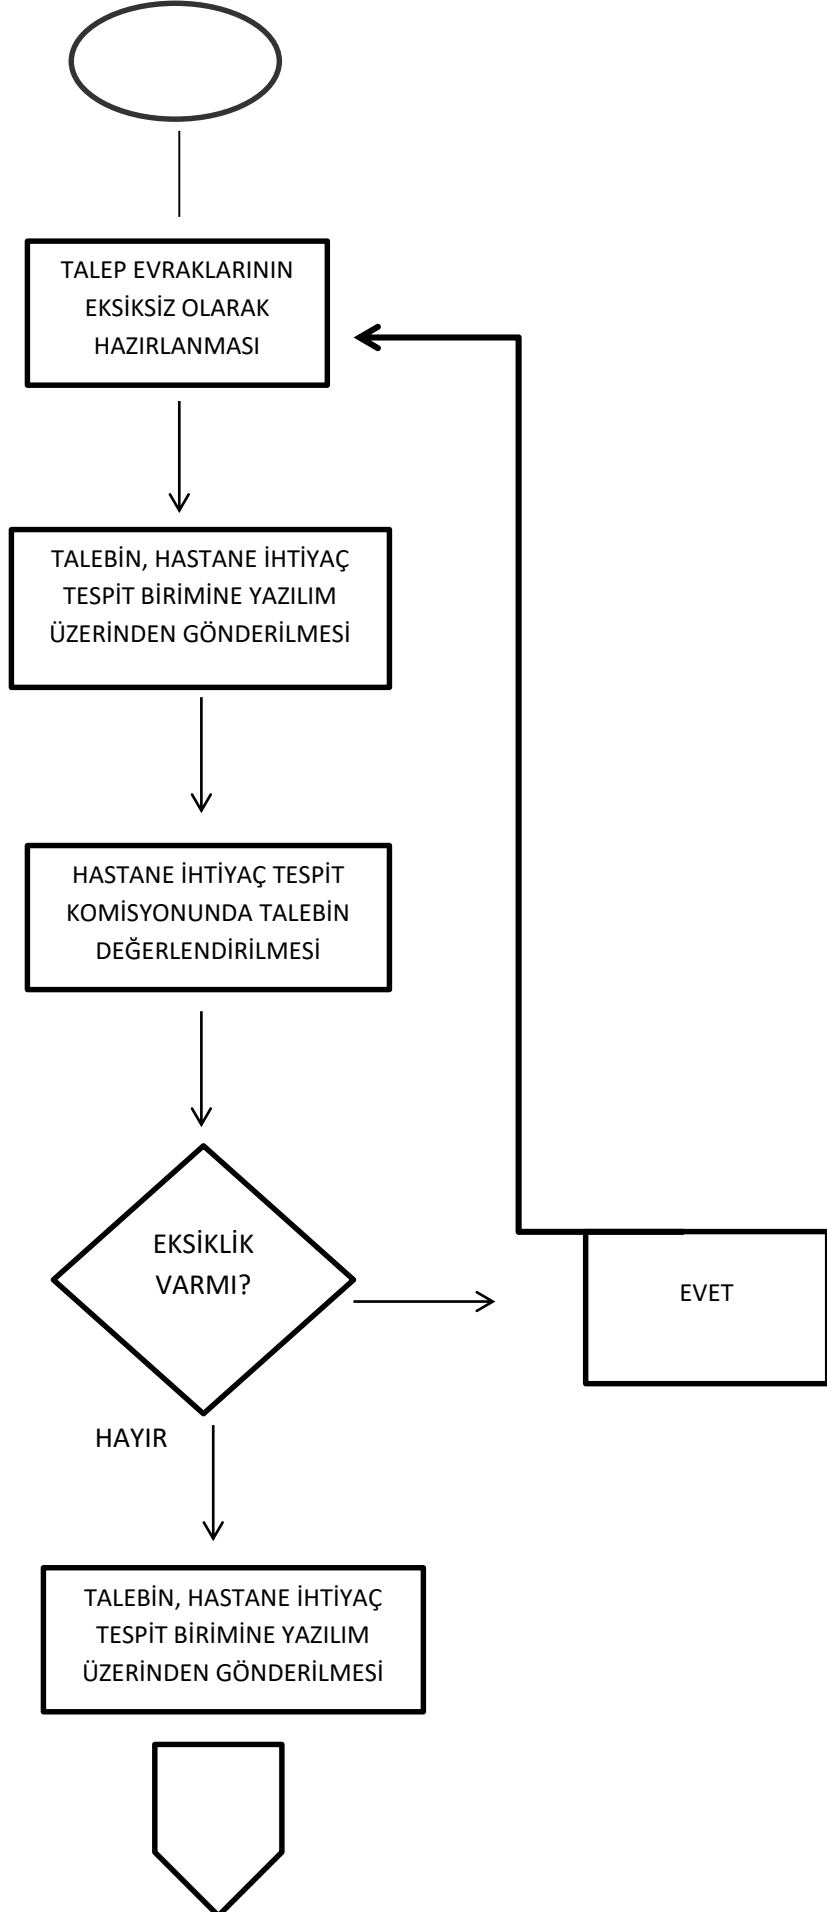 TALEP EVRAKLARININ
EKSİKSİZ OLARAK
HAZIRLANMASI
TALEBİN, HASTANE İHTİYAÇ
TESPİT BİRİMİNE YAZILIM
ÜZERİNDEN GÖNDERİLMESİ
HASTANE İHTİYAÇ TESPİT
KOMİSYONUNDA TALEBİN
DEĞERLENDİRİLMESİ
EKSİKLİK
VARMI?
EVET
HAYIR
TALEBİN, HASTANE İHTİYAÇ
TESPİT BİRİMİNE YAZILIM
ÜZERİNDEN GÖNDERİLMESİ